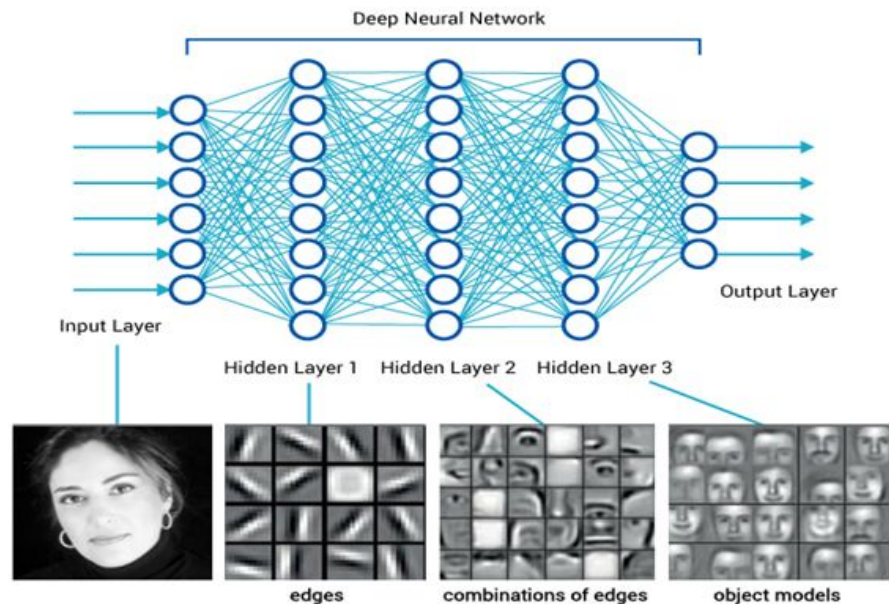 Deep Neural Network
Input Layer
Output Layer
Hidden Layer 1
Hidden Layer 2
Hidden Layer 3
edges
combinations of edges
object models